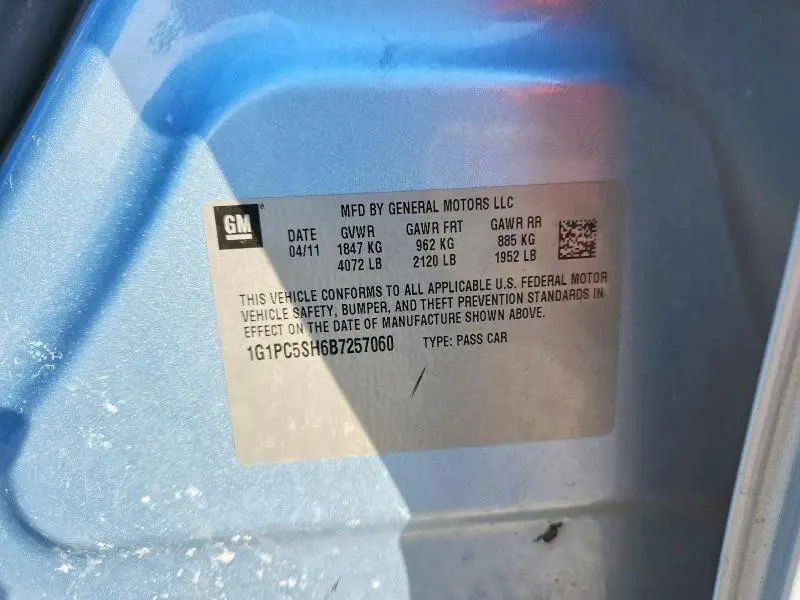 GM
MFD BY GENERAL MOTORS LLC
DATE GVWR GAWR FRT GAWR RR
04/11 1847 KG 962 KG 885 KG
4072 LB 2120 LB 1952 LB
THIS VEHICLE CONFORMS TO ALL APPLICABLE U.S. FEDERAL MOTOR
VEHICLE SAFETY, BUMPER, AND THEFT PREVENTION STANDARDS IN
EFFECT ON THE DATE OF MANUFACTURE SHOWN ABOVE.
1G1PC5SH6B7257060 TYPE: PASS CAR